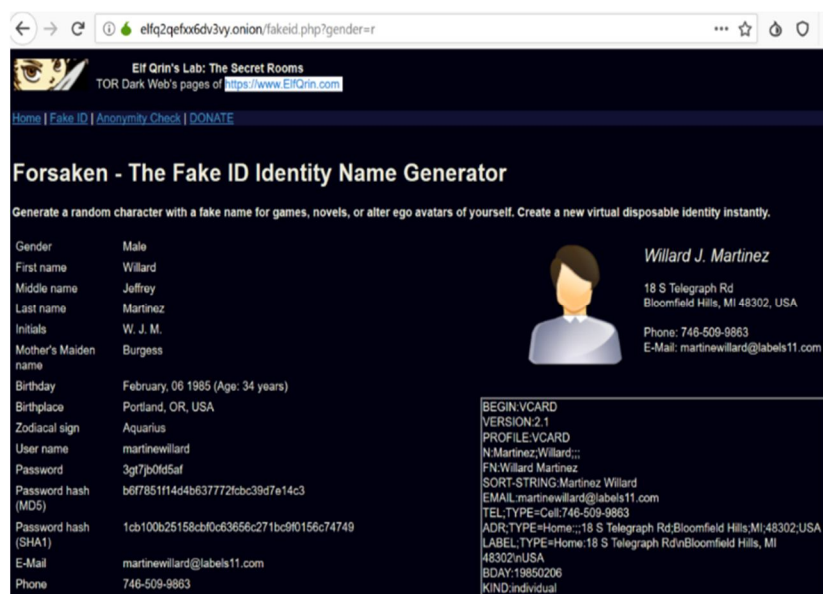 elfq2qefxx6dv3vy.onion/fakeid.php?gender=r
Elf Qrin's Lab: The Secret Rooms
TOR Dark Web's pages of https://www.ElfQrin.com
Home | Fake ID | Anonymity Check | DONATE
Forsaken - The Fake ID Identity Name Generator
Generate a random character with a fake name for games, novels, or alter ego avatars of yourself. Create a new virtual disposable identity instantly.
Gender Male
First name Willard
Middle name Jeffrey
Last name Martinez
Initials W. J. M.
Mother's Maiden name Burgess
Birthday February, 06 1985 (Age: 34 years)
Birthplace Portland, OR, USA
Zodiacal sign Aquarius
User name martinewillard
Password 3gt7jb0fd5af
Password hash (MD5) b6f7851f14d4b637772fcbc39d7e14c3
Password hash (SHA1) 1cb100b25158cbf0c63656c271bc9f0156c74749
E-Mail martinewillard@labels11.com
Phone 746-509-9863
Willard J. Martinez
18 S Telegraph Rd
Bloomfield Hills, MI 48302, USA
Phone: 746-509-9863
E-Mail: martinewillard@labels11.com
BEGIN:VCARD
VERSION:2.1
PROFILE:VCARD
N:Martinez;Willard;;;
FN:Willard Martinez
SORT-STRING:Martinez Willard
EMAIL:martinewillard@labels11.com
TEL;TYPE=Cell:746-509-9863
ADR;TYPE=Home:;;18 S Telegraph Rd;Bloomfield Hills;MI;48302;USA
LABEL;TYPE=Home:18 S Telegraph Rd\nBloomfield Hills, MI
48302\nUSA
BDAY:19850206
KIND:individual